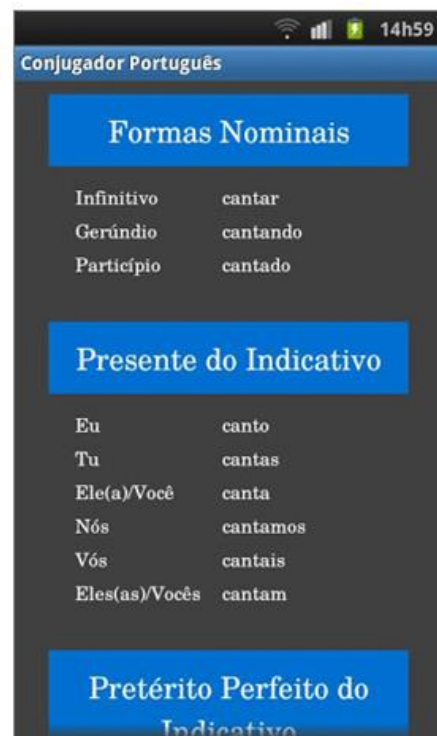 14h59
Conjugador Português
Formas Nominais
Infinitivo cantar
Gerúndio cantando
Particípio cantado
Presente do Indicativo
Eu canto
Tu cantas
Ele(a)/Você canta
Nós cantamos
Vós cantais
Eles(as)/Vocês cantam
Pretérito Perfeito do
Indicativo